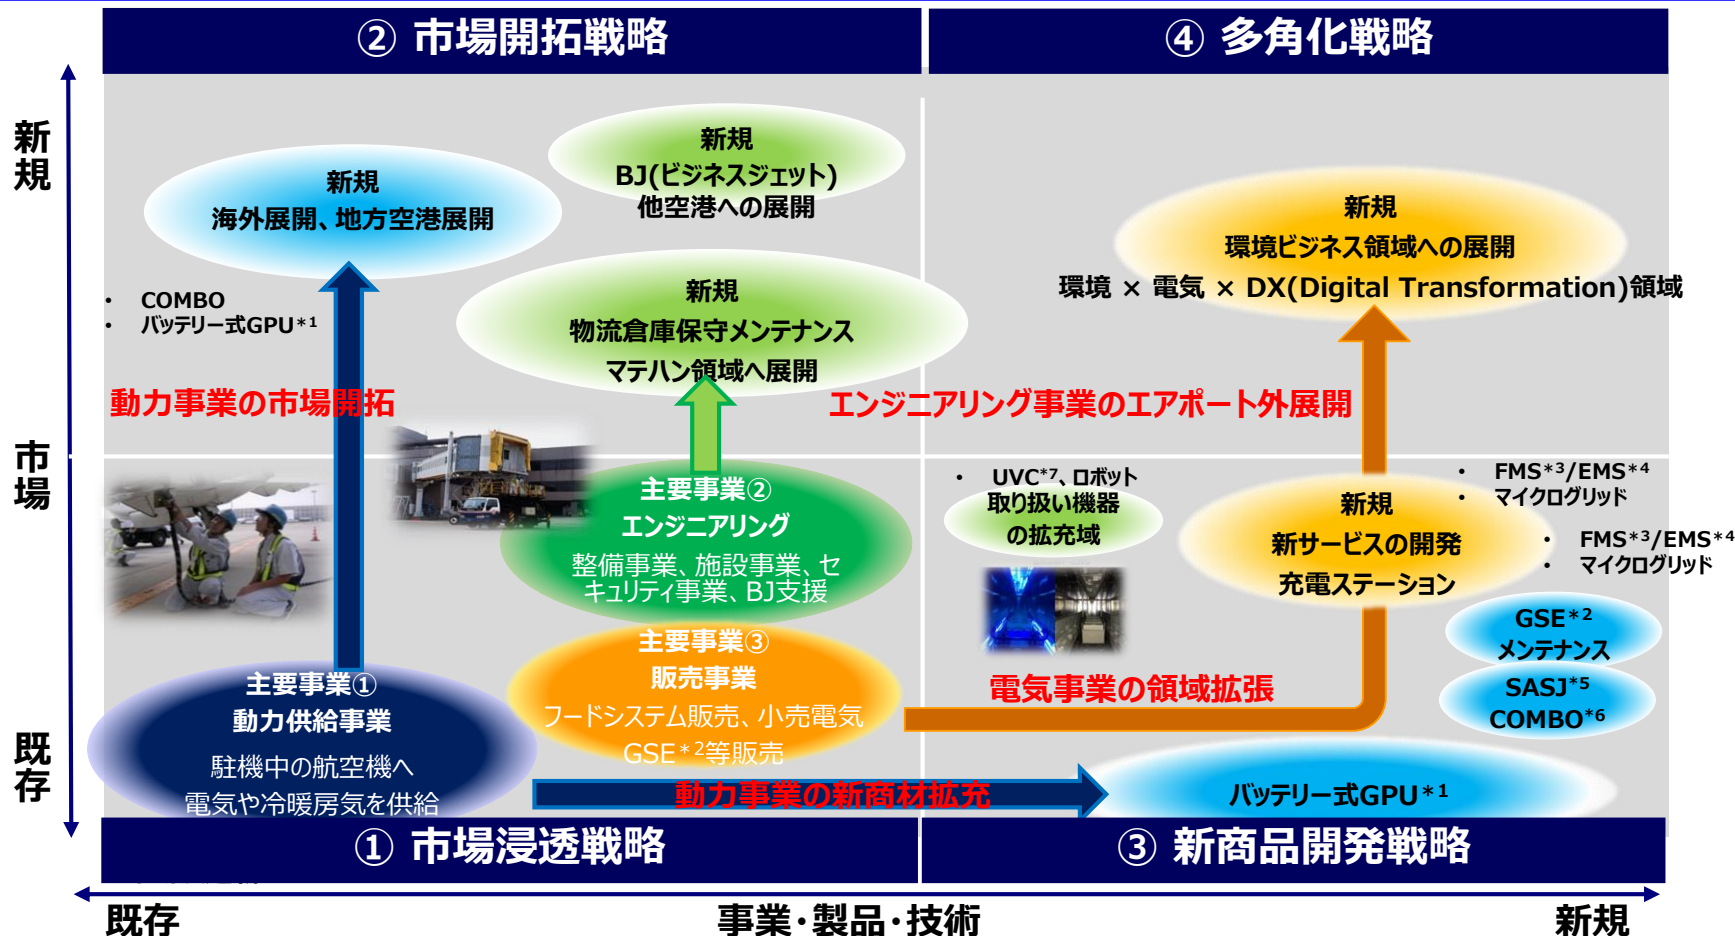 ② 市場開拓戦略
④ 多角化戦略
新規
市場
既存
新規
海外展開、地方空港展開
・ COMBO
・ バッテリー式GPU*1
動力事業の市場開拓
新規
BJ(ビジネスジェット)
他空港への展開
新規
物流倉庫保守メンテナンス
マテハン領域へ展開
新規
環境ビジネス領域への展開
環境 × 電気 × DX(Digital Transformation)領域
エンジニアリング事業のエアポート外展開
主要事業②
エンジニアリング
整備事業、施設事業、セ
キュリティ事業、BJ支援
・ UVC*7、ロボット
取り扱い機器
の拡充域
新規
新サービスの開発
充電ステーション
・ FMS*3/EMS*4
・ マイクログリッド
・ FMS*3/EMS*4
・ マイクログリッド
主要事業③
販売事業
フードシステム販売、小売電気
GSE*2等販売
電気事業の領域拡張
GSE*2
メンテナンス
SASJ*5
COMBO*6
主要事業①
動力供給事業
駐機中の航空機へ
電気や冷暖房気を供給
動力事業の新商材拡充
バッテリー式GPU*1
① 市場浸透戦略
③ 新商品開発戦略
既存
事業・製品・技術
新規